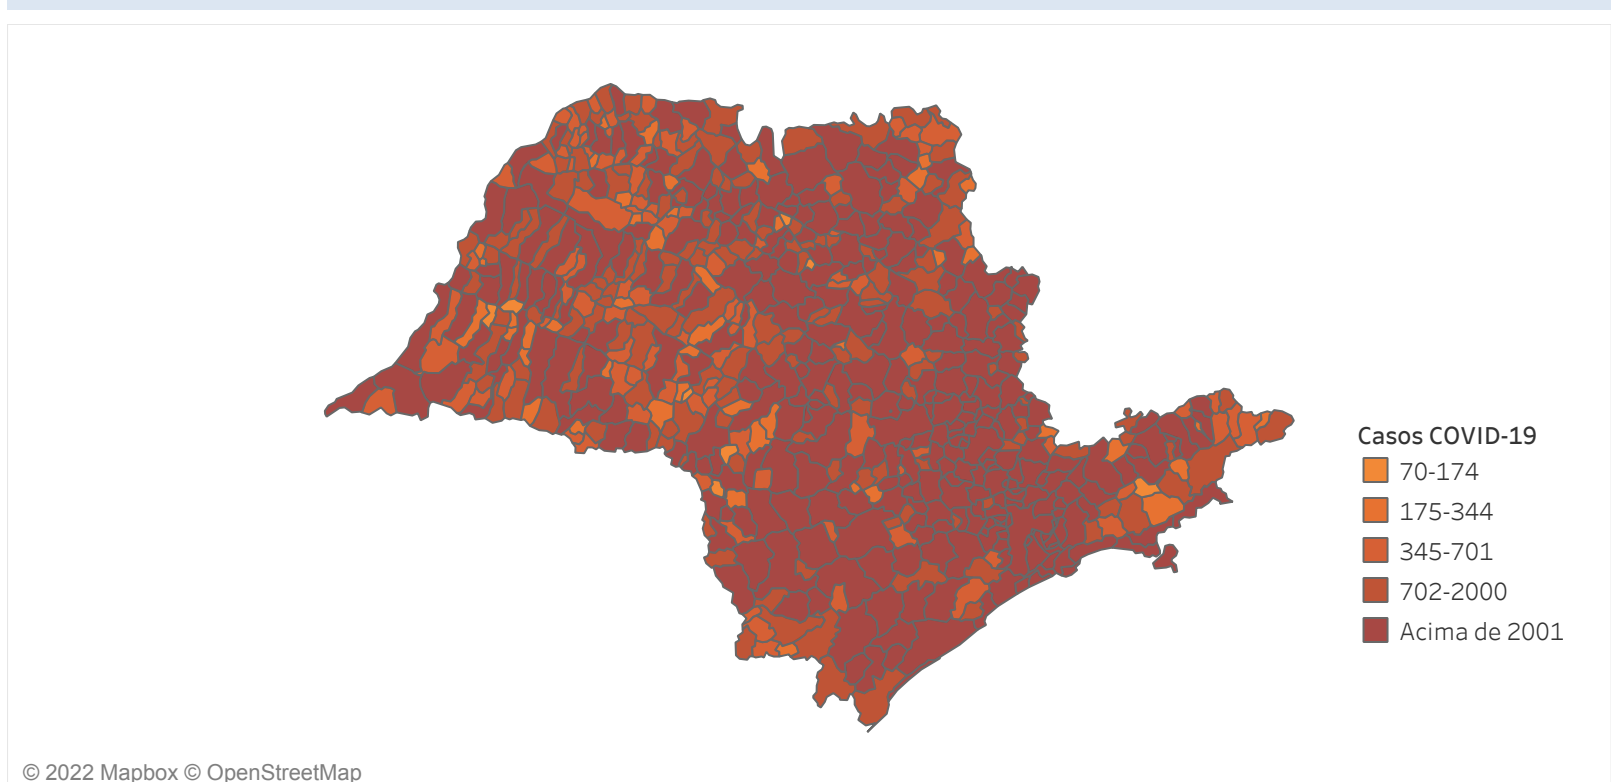 Casos COVID-19
70-174
175-344
345-701
702-2000
Acima de 2001
© 2022 Mapbox © OpenStreetMap